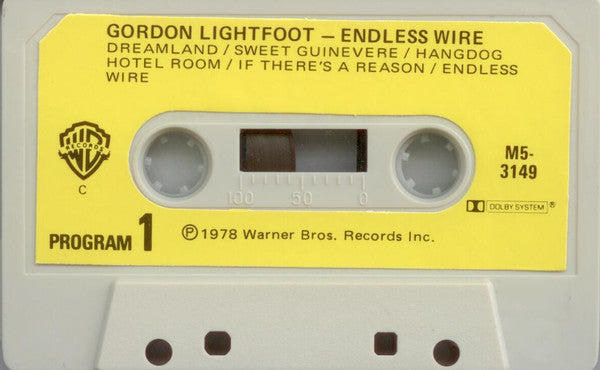 GORDON LIGHTFOOT — ENDLESS WIRE
DREAMLAND / SWEET GUINEVERE / HANGDOG
HOTEL ROOM / IF THERE'S A REASON / ENDLESS
WIRE
WB
RECORDS
C
100 50 0
M5-
3149
DOLBY SYSTEM ®
PROGRAM 1
Ⓟ1978 Warner Bros. Records Inc.